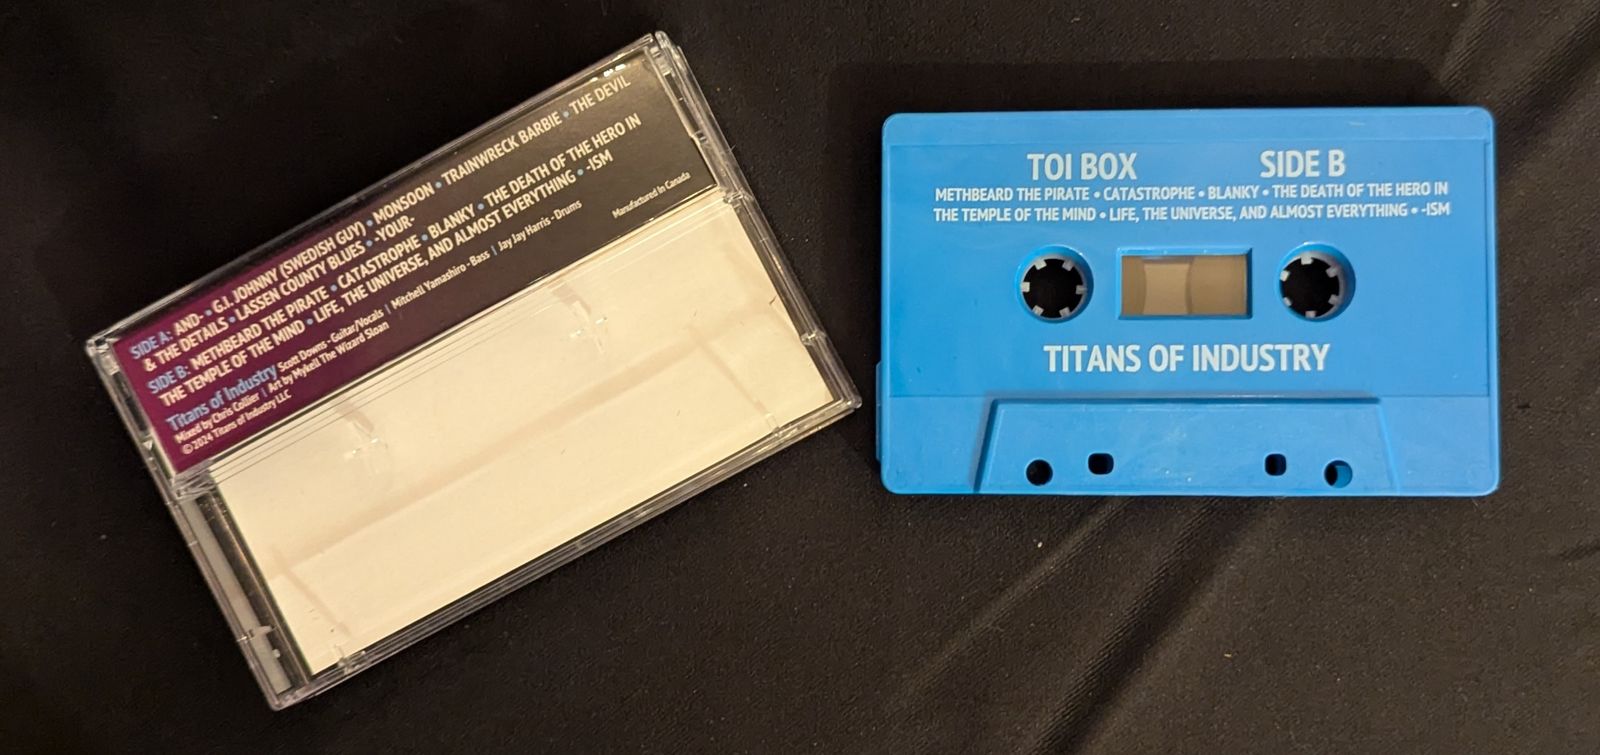 SIDE A: AND- • G.I. JOHNNY (SWEDISH GUY) • MONSOON • TRAINWRECK BARBIE • THE DEVIL
& THE DETAILS • LASSEN COUNTY BLUES • -YOUR-
SIDE B: METHBEARD THE PIRATE • CATASTROPHE • BLANKY • THE DEATH OF THE HERO IN
THE TEMPLE OF THE MIND • LIFE, THE UNIVERSE, AND ALMOST EVERYTHING • -ISM
Titans of Industry Scott Downs - Guitar/Vocals | Mitchell Yamashiro - Bass | Jay Jay Harris - Drums
Mixed by Chris Collier | Art by Mykell The Wizard Sloan
©2024 Titans of Industry LLC
Manufactured In Canada
TOI BOX SIDE B
METHBEARD THE PIRATE • CATASTROPHE • BLANKY • THE DEATH OF THE HERO IN
THE TEMPLE OF THE MIND • LIFE, THE UNIVERSE, AND ALMOST EVERYTHING • -ISM
TITANS OF INDUSTRY